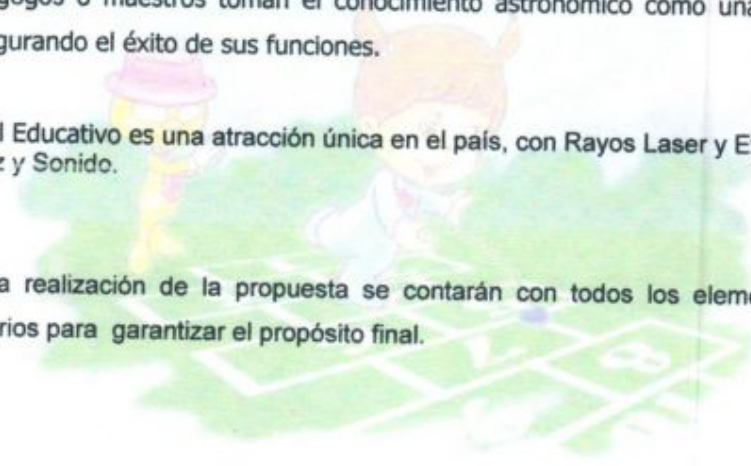 maestros toman el conocimiento astronómico como una
gurando el éxito de sus funciones.
l Educativo es una atracción única en el país, con Rayos Laser y E
z y Sonido.
a realización de la propuesta se contarán con todos los eleme
rios para garantizar el propósito final.
8